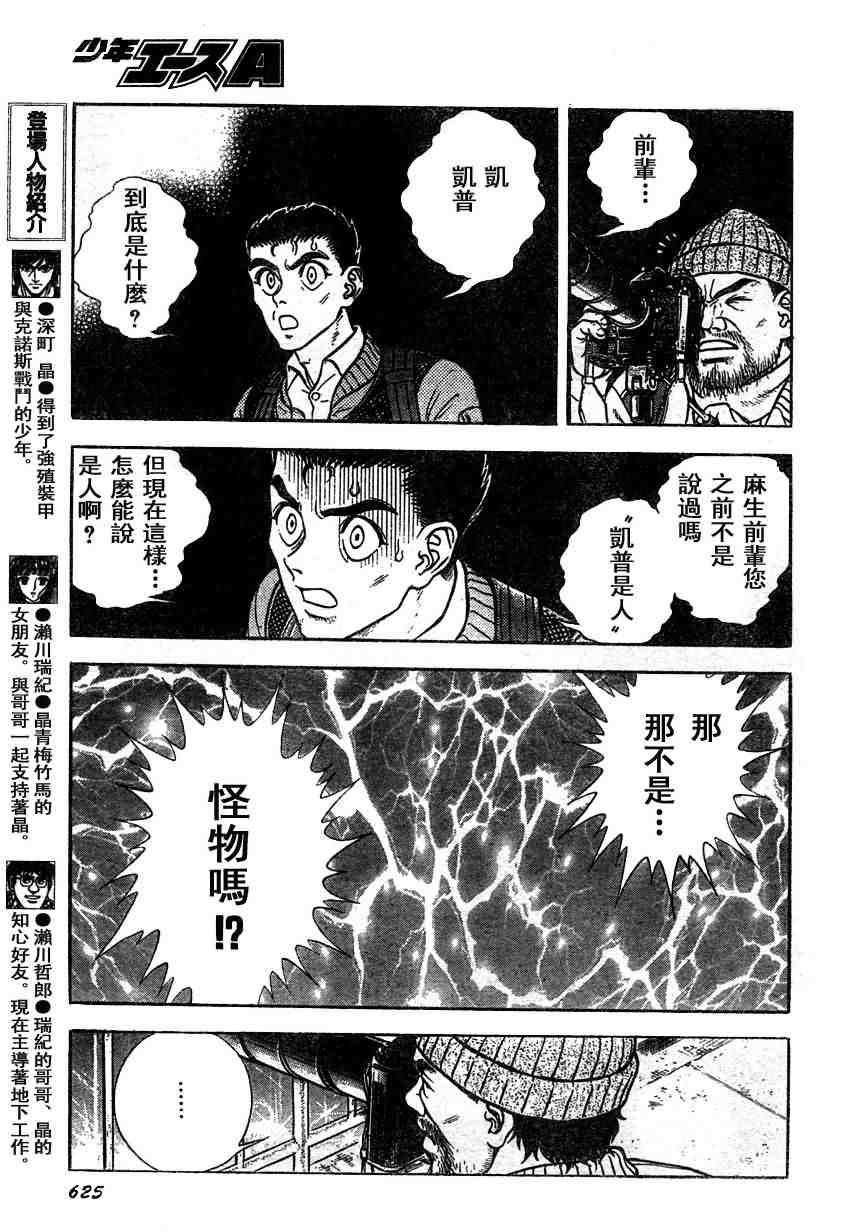 少年エースA
前輩…
凱
凱普
到底是什麼?
麻生前輩您
之前不是
說過嗎
〝凱普是人〞
但現在這樣…
怎麼能說
是人啊?
那
那不是…
怪物嗎!?
……
登場人物紹介
●深町 晶●得到了強殖裝甲
與克諾斯戰鬥的少年。
●瀨川瑞紀●晶青梅竹馬的
女朋友。與哥哥一起支持著晶。
●瀨川哲郎●瑞紀的哥哥、晶的
知心好友。現在主導著地下工作。
625